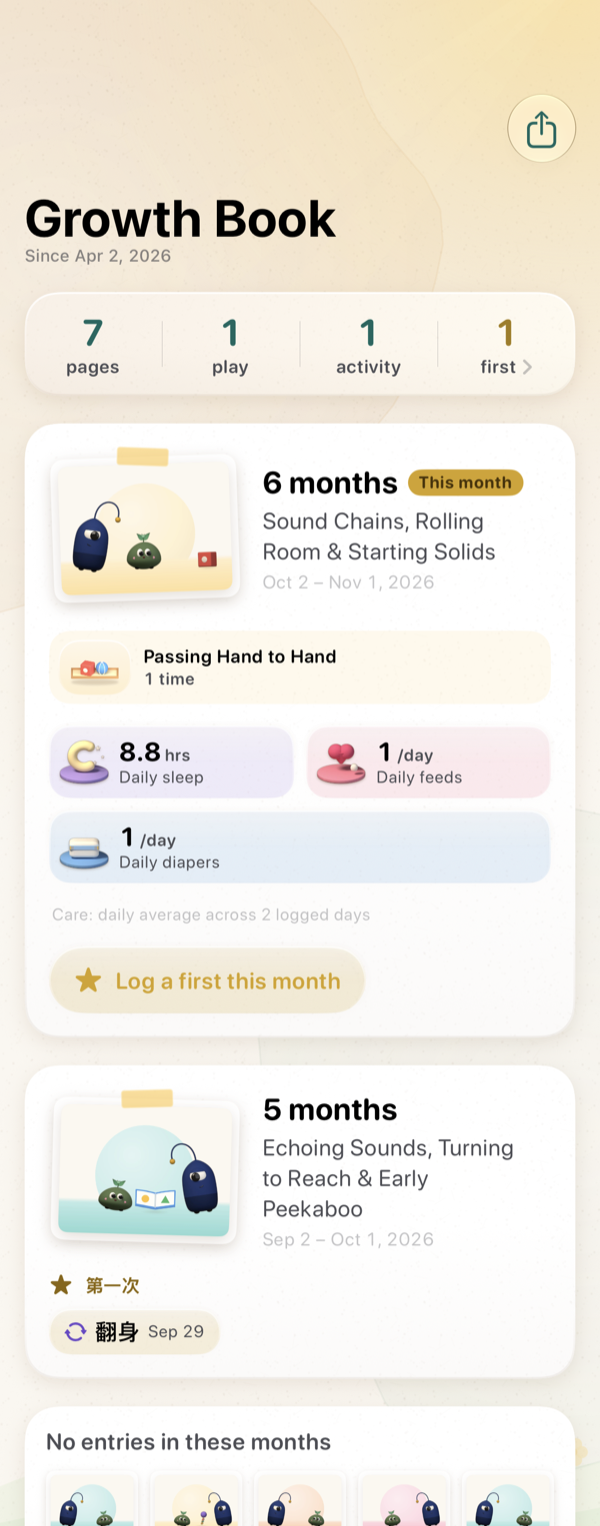 Growth Book
Since Apr 2, 2026
7
pages
1
play
1
activity
1
first
6 months
This month
Sound Chains, Rolling
Room & Starting Solids
Oct 2 – Nov 1, 2026
Passing Hand to Hand
1 time
8.8 hrs
Daily sleep
1 /day
Daily feeds
1 /day
Daily diapers
Care: daily average across 2 logged days
Log a first this month
5 months
Echoing Sounds, Turning
to Reach & Early
Peekaboo
Sep 2 – Oct 1, 2026
第一次
翻身 Sep 29
No entries in these months